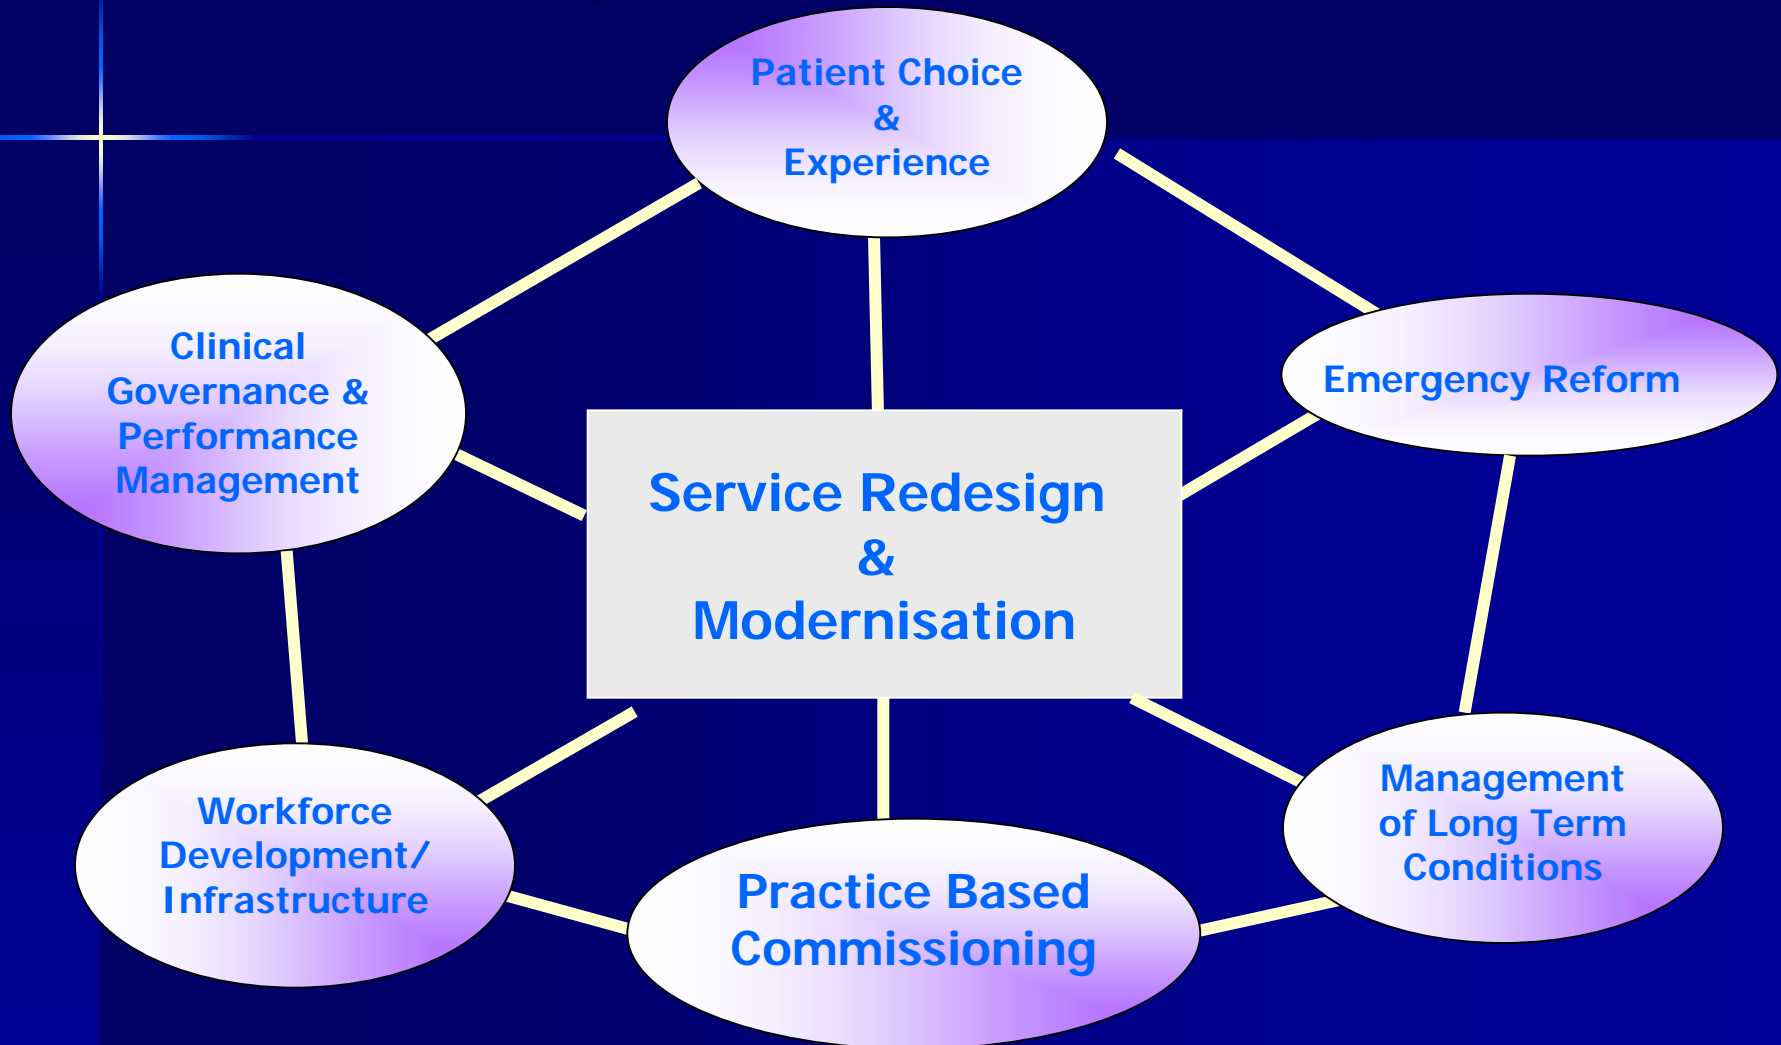 Patient Choice
&
Experience
Clinical
Governance &
Performance
Management
Emergency Reform
Service Redesign
&
Modernisation
Workforce
Development/
Infrastructure
Practice Based
Commissioning
Management
of Long Term
Conditions